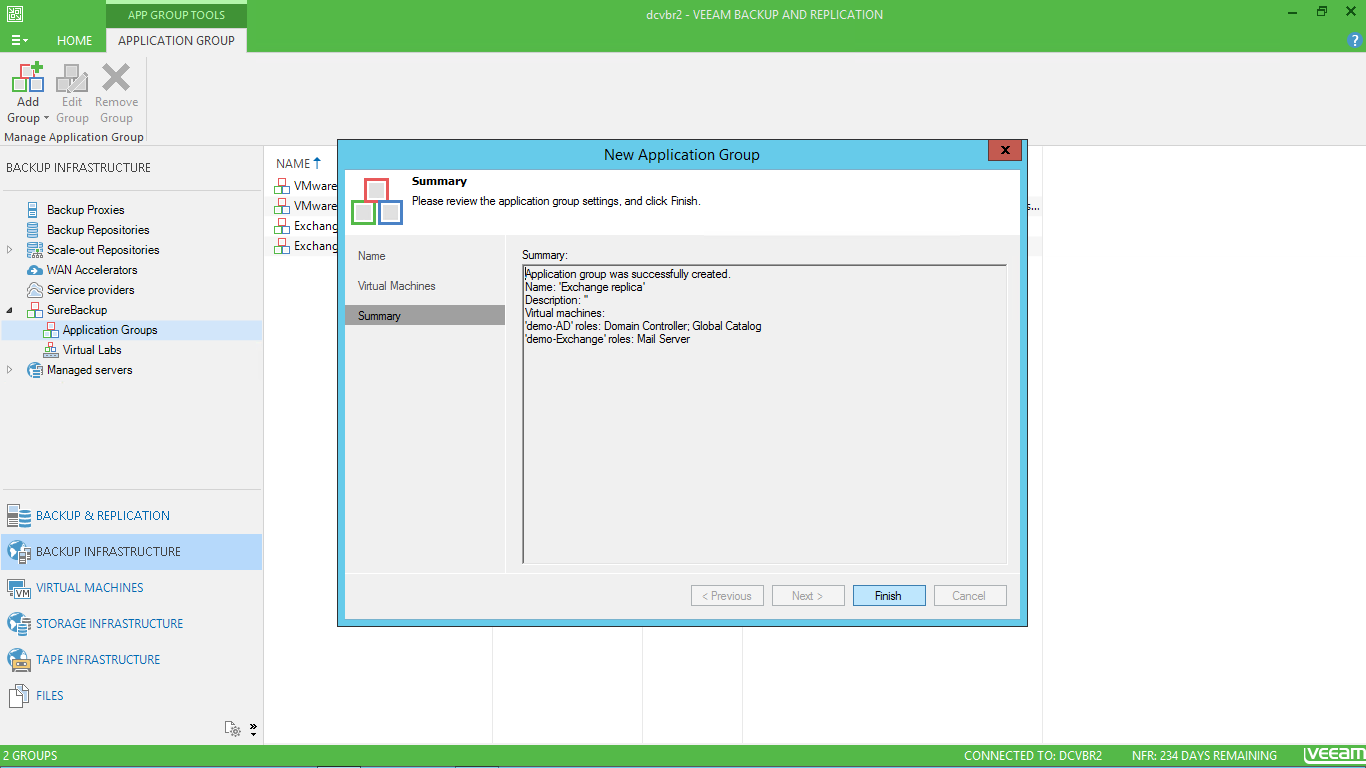 APP GROUP TOOLS
dcvbr2 - VEEAM BACKUP AND REPLICATION
HOME
APPLICATION GROUP
?
Add Group
Edit Group
Remove Group
Manage Application Group
BACKUP INFRASTRUCTURE
Backup Proxies
Backup Repositories
Scale-out Repositories
WAN Accelerators
Service providers
SureBackup
Application Groups
Virtual Labs
Managed servers
BACKUP & REPLICATION
BACKUP INFRASTRUCTURE
VIRTUAL MACHINES
VM
STORAGE INFRASTRUCTURE
TAPE INFRASTRUCTURE
FILES
NAME
VMware
VMware
s...
Exchang
Exchang
New Application Group
x
Summary
Please review the application group settings, and click Finish.
Name
Virtual Machines
Summary
Summary:
Application group was successfully created.
Name: 'Exchange replica'
Description: ''
Virtual machines:
'demo-AD' roles: Domain Controller; Global Catalog
'demo-Exchange' roles: Mail Server
< Previous
Next >
Finish
Cancel
2 GROUPS
CONNECTED TO: DCVBR2
NFR: 234 DAYS REMAINING
veeam